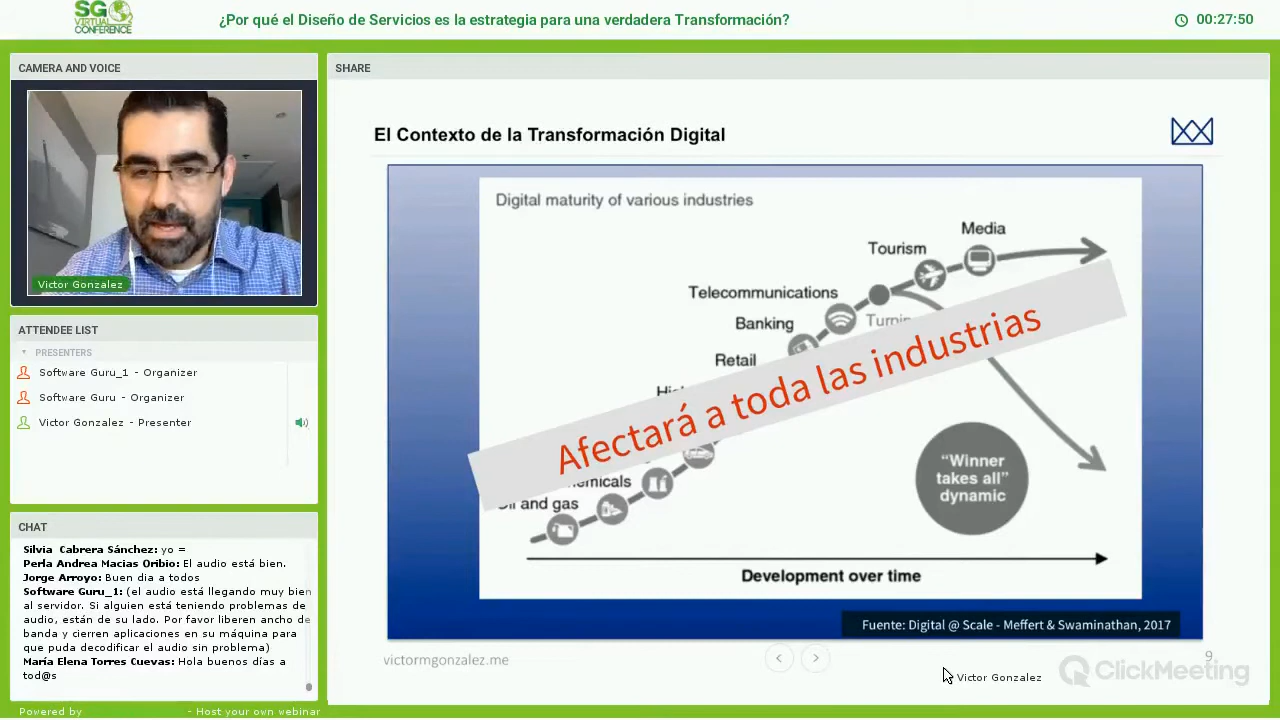 SG
VIRTUAL
CONFERENCE
¿Por qué el Diseño de Servicios es la estrategia para una verdadera Transformación?
00:27:50
CAMERA AND VOICE
Victor Gonzalez
ATTENDEE LIST
PRESENTERS
Software Guru_1 - Organizer
Software Guru - Organizer
Victor Gonzalez - Presenter
CHAT
Silvia Cabrera Sánchez: yo =
Perla Andrea Macias Oribio: El audio está bien.
Jorge Arroyo: Buen dia a todos
Software Guru_1: (el audio está llegando muy bien
al servidor. Si alguien está teniendo problemas de
audio, están de su lado. Por favor liberen ancho de
banda y cierren aplicaciones en su máquina para
que puda decodificar el audio sin problema)
María Elena Torres Cuevas: Hola buenos días a
tod@s
Powered by - Host your own webinar
SHARE
El Contexto de la Transformación Digital
Digital maturity of various industries
Media
Tourism
Telecommunications
Banking
Retail
Afectará a toda las industrias
and gas
"Winner
takes all"
dynamic
Development over time
Fuente: Digital @ Scale - Meffert & Swaminathan, 2017
victormgonzalez.me
9
Victor Gonzalez
ClickMeeting